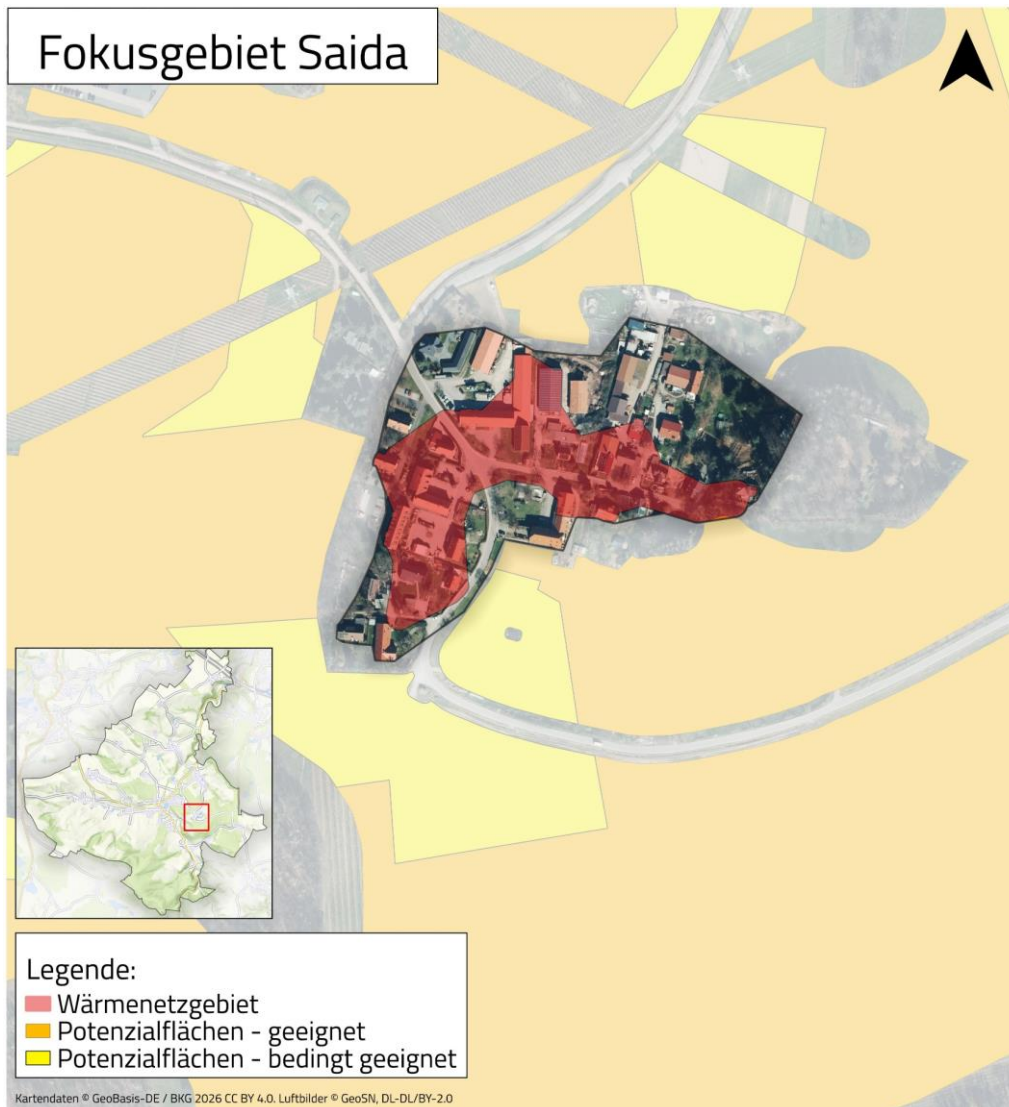 Fokusgebiet Saida
Legende:
Wärmenetzgebiet
Potenzialflächen - geeignet
Potenzialflächen - bedingt geeignet
Kartendaten © GeoBasis-DE / BKG 2026 CC BY 4.0. Luftbilder © GeoSN, DL-DL/BY-2.0